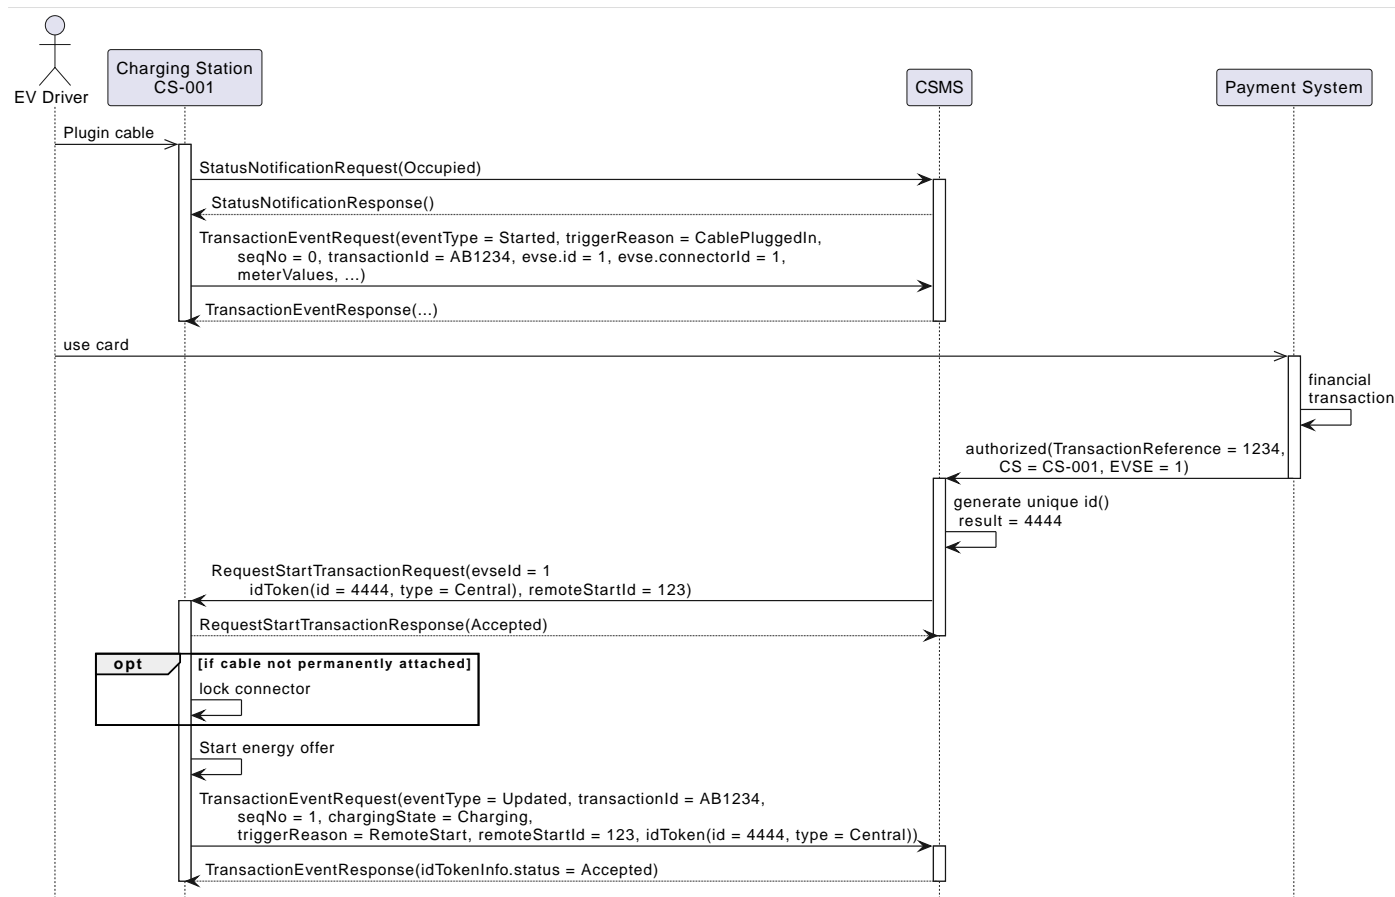 EV Driver
Charging Station
CS-001
CSMS
Payment System
Plugin cable
StatusNotificationRequest(Occupied)
StatusNotificationResponse()
TransactionEventRequest(eventType = Started, triggerReason = CablePluggedIn,
seqNo = 0, transactionId = AB1234, evse.id = 1, evse.connectorId = 1,
meterValues, ...)
TransactionEventResponse(...)
use card
financial
transaction
authorized(TransactionReference = 1234,
CS = CS-001, EVSE = 1)
generate unique id()
result = 4444
RequestStartTransactionRequest(evseId = 1
idToken(id = 4444, type = Central), remoteStartId = 123)
RequestStartTransactionResponse(Accepted)
opt [if cable not permanently attached]
lock connector
Start energy offer
TransactionEventRequest(eventType = Updated, transactionId = AB1234,
seqNo = 1, chargingState = Charging,
triggerReason = RemoteStart, remoteStartId = 123, idToken(id = 4444, type = Central))
TransactionEventResponse(idTokenInfo.status = Accepted)